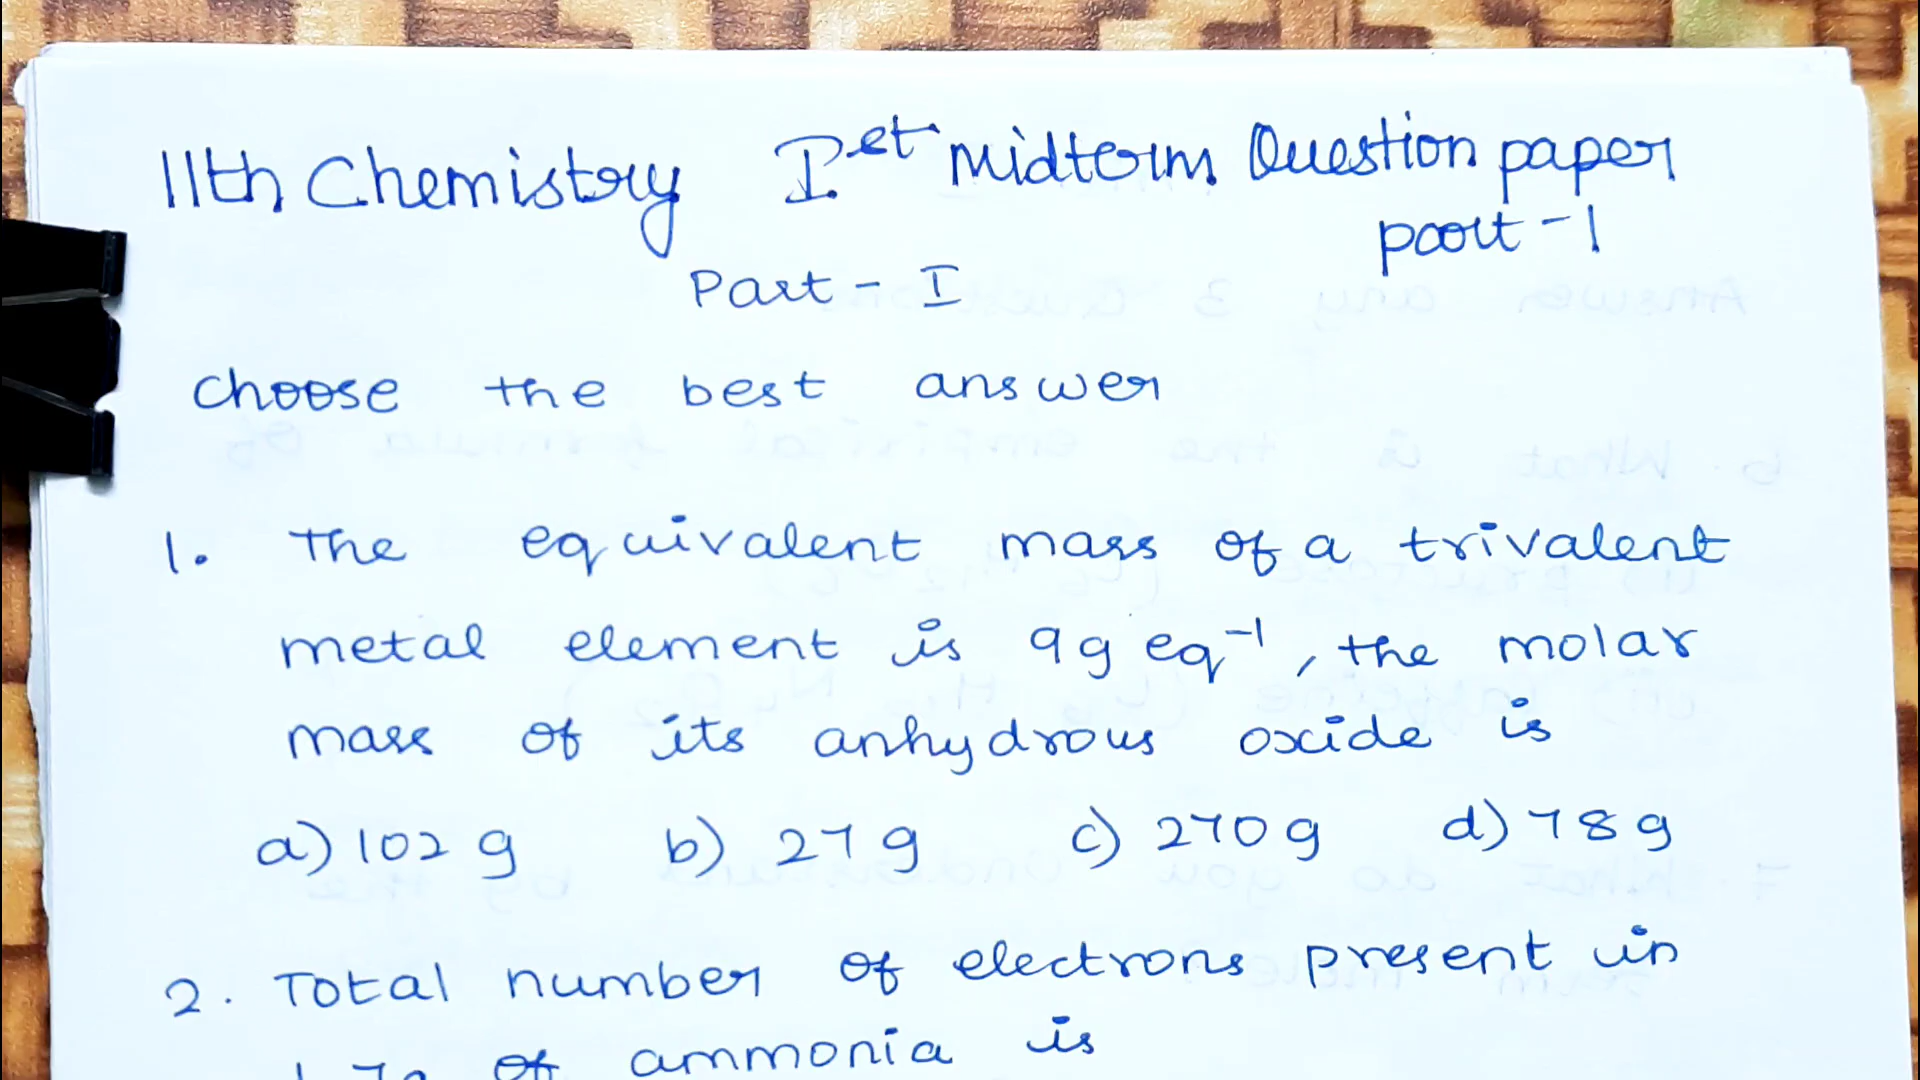 11th Chemistry Ist midterm Question paper
part-1
Part - I
choose the best answer
1. The equivalent mass of a trivalent
metal element is 9g eq⁻¹, the molar
mass of its anhydrous oxide is
a) 102 g b) 27 g c) 270 g d) 78 g
2. Total number of electrons present in
of ammonia is